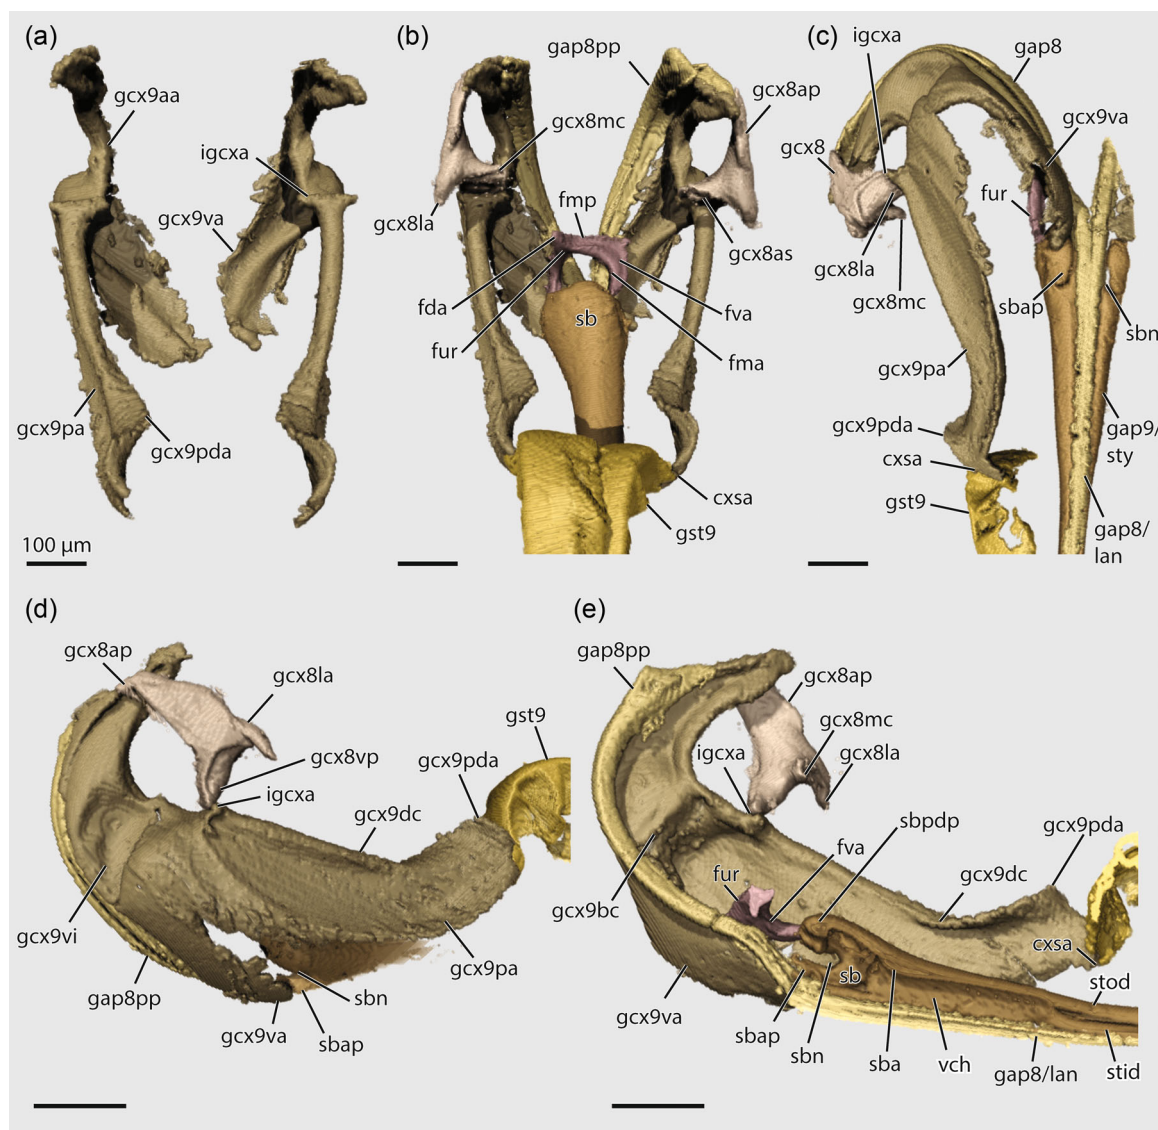 (a)
gcx9aa
igcxa
gcx9va
gcx9pa
gcx9pda
100 µm
(b)
gap8pp
gcx8ap
gcx8mc
fmp
gcx8la
gcx8as
fda
fva
sb
fur
fma
cxsa
gst9
(c)
igcxa
gap8
gcx9va
gcx8
fur
gcx8la
gcx8mc
sbap
sbn
gcx9pa
gcx9pda
gap9/
sty
cxsa
gst9
gap8/
lan
(d)
gcx8ap
gcx8la
gst9
gcx8vp
gcx9pda
igcxa
gcx9dc
gcx9vi
gcx9pa
gap8pp
sbn
gcx9va
sbap
(e)
gap8pp
gcx8ap
gcx8mc
igcxa
gcx8la
sbpdp
gcx9pda
fva
fur
gcx9dc
gcx9bc
cxsa
stod
sb
gcx9va
sbap
sbn
sba
vch
gap8/lan
stid